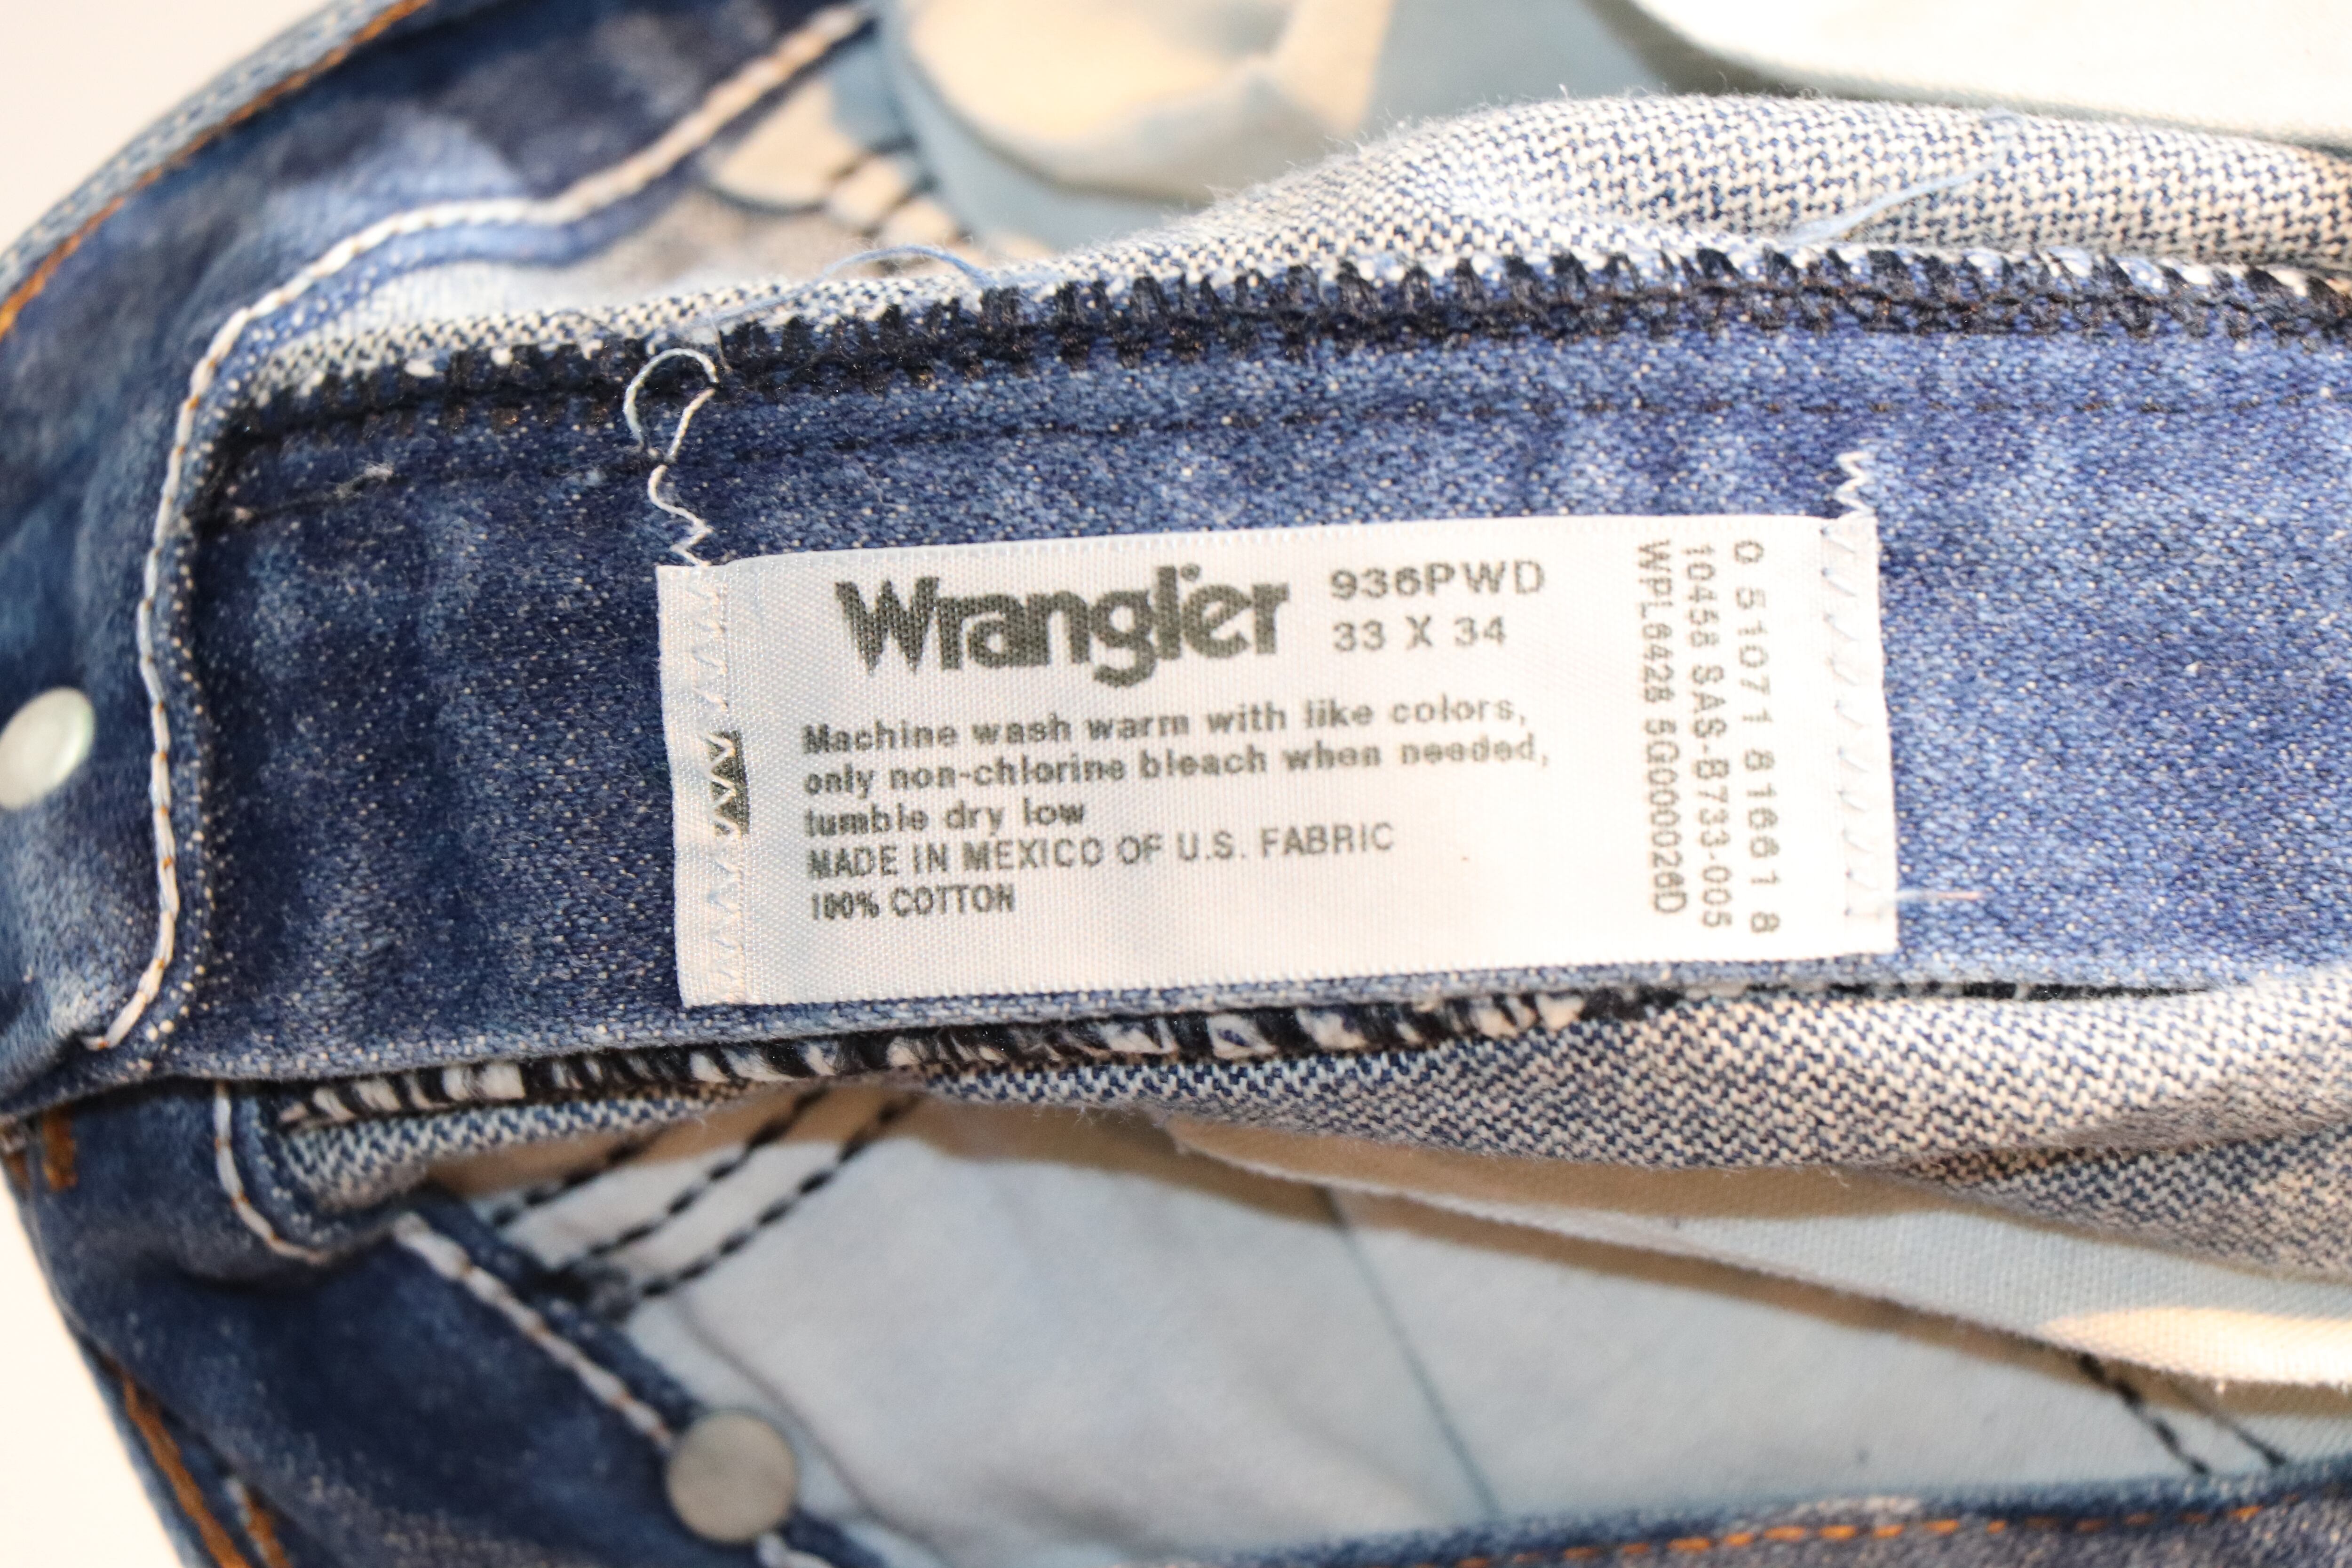 Wrangler
936PWD
33 X 34
Machine wash warm with like colors,
only non-chlorine bleach when needed,
tumble dry low
MADE IN MEXICO OF U.S. FABRIC
100% COTTON
0 51071 81661 8
10458 SAS-B733-005
WPL6428 5G000026D